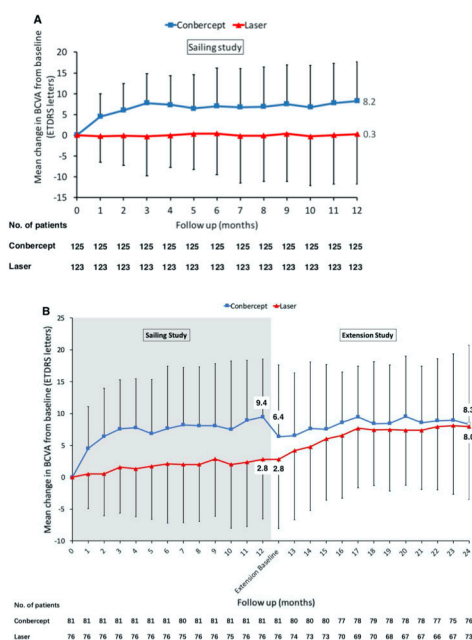 A
Conbercept Laser
Sailing study
Mean change in BCVA from baseline
(ETDRS letters)
20
15
10
5
0
-5
-10
-15
8.2
0.3
0 1 2 3 4 5 6 7 8 9 10 11 12
No. of patients
Follow up (months)
Conbercept 125 125 125 125 125 125 125 125 125 125 125 125 125
Laser 123 123 123 123 123 123 123 123 123 123 123 123 123
B
Conbercept Laser
Sailing Study
Extension Study
Mean change in BCVA from baseline (ETDRS letters)
25
20
15
10
5
0
-5
-10
9.4
6.4
2.8
2.8
8.3
8.0
0 1 2 3 4 5 6 7 8 9 10 11 12 Extension Baseline 13 14 15 16 17 18 19 20 21 22 23 24
Follow up (months)
No. of patients
Conbercept 81 81 81 81 81 81 81 80 81 81 81 81 81 81 80 80 80 77 78 79 78 78 78 77 75 76
Laser 76 76 76 76 76 76 76 75 76 75 76 76 76 76 74 73 73 70 69 70 68 67 67 66 67 73